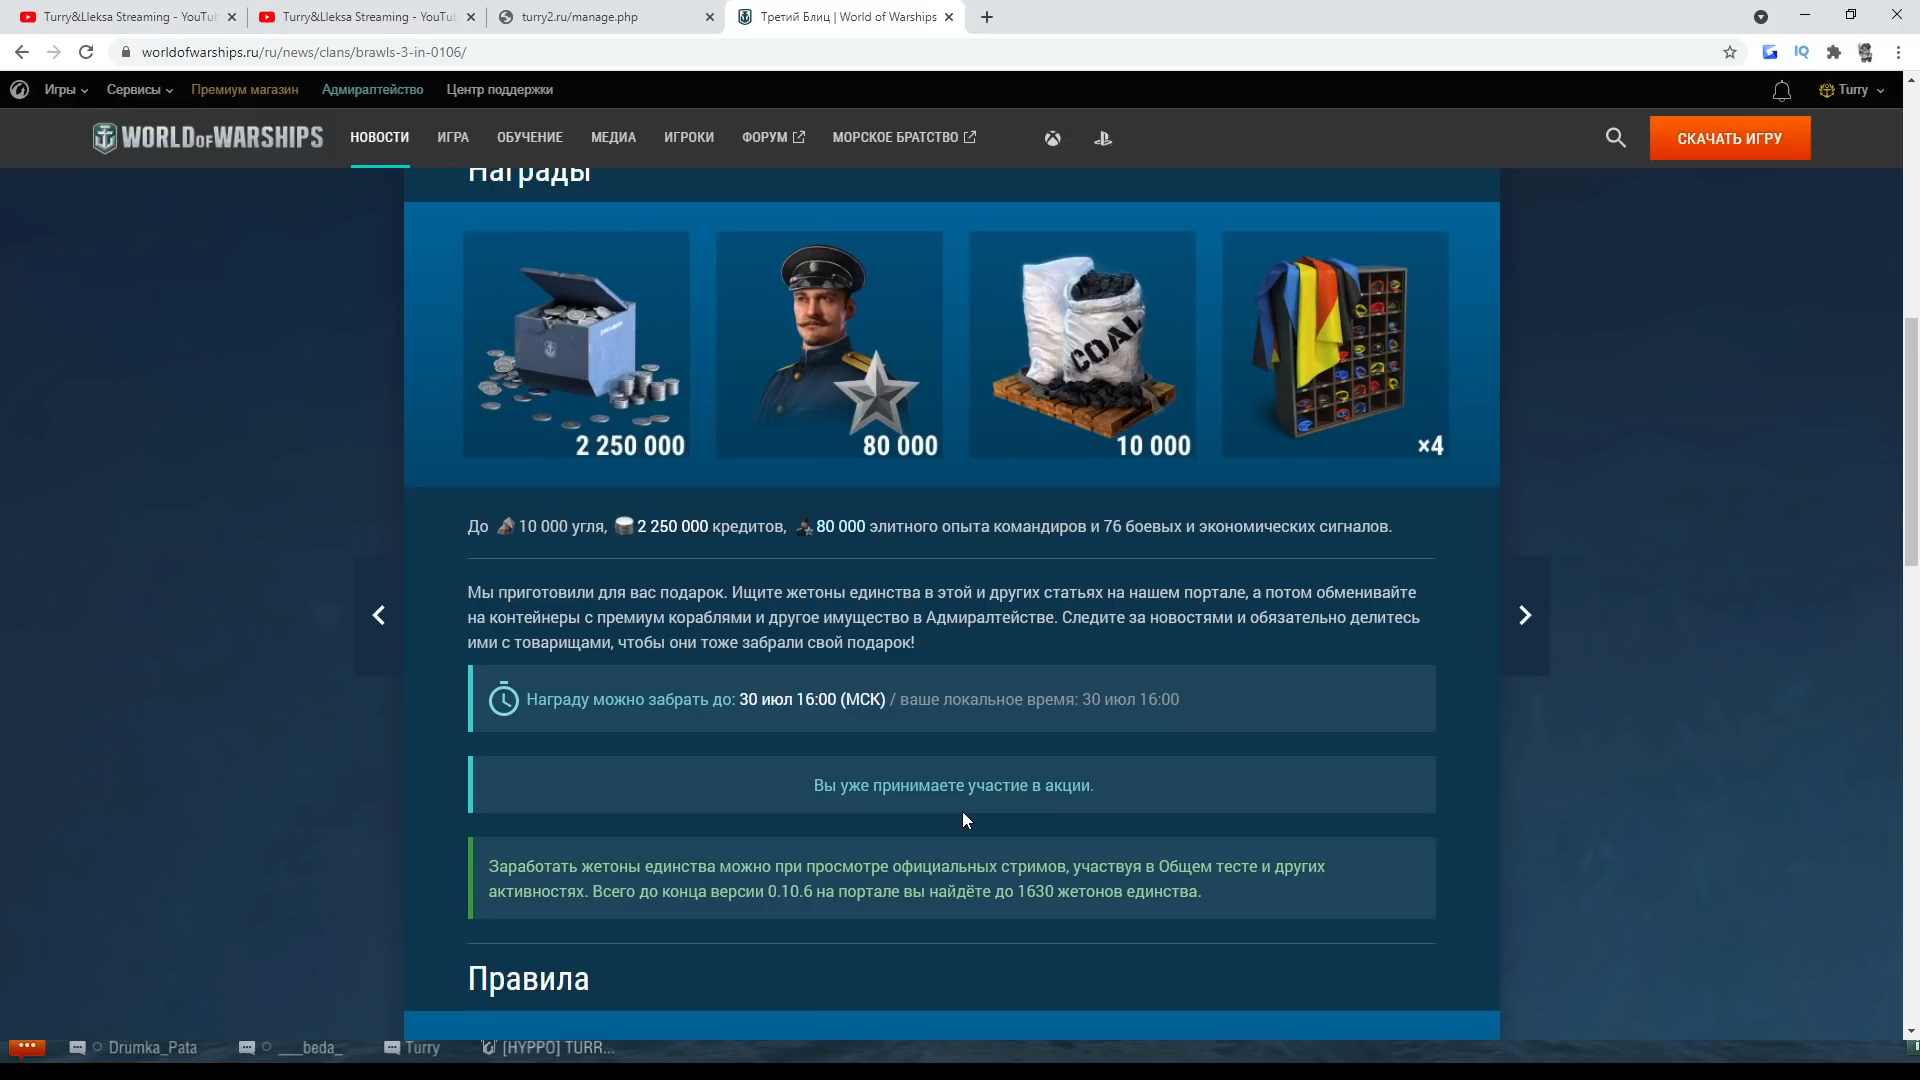 Turry&Lleksa Streaming - YouTu
Turry&Lleksa Streaming - YouTub
turry2.ru/manage.php
Третий Блиц | World of Warships
worldofwarships.ru/ru/news/clans/brawls-3-in-0106/
Игры
Сервисы
Премиум магазин
Адмиралтейство
Центр поддержки
Turry
WORLD OF WARSHIPS
НОВОСТИ
ИГРА
ОБУЧЕНИЕ
МЕДИА
ИГРОКИ
ФОРУМ
МОРСКОЕ БРАТСТВО
СКАЧАТЬ ИГРУ
Награды
COAL
2 250 000
80 000
10 000
×4
До 10 000 угля, 2 250 000 кредитов, 80 000 элитного опыта командиров и 76 боевых и экономических сигналов.
Мы приготовили для вас подарок. Ищите жетоны единства в этой и других статьях на нашем портале, а потом обменивайте
на контейнеры с премиум кораблями и другое имущество в Адмиралтействе. Следите за новостями и обязательно делитесь
ими с товарищами, чтобы они тоже забрали свой подарок!
Награду можно забрать до: 30 июл 16:00 (МСК) / ваше локальное время: 30 июл 16:00
Вы уже принимаете участие в акции.
Заработать жетоны единства можно при просмотре официальных стримов, участвуя в Общем тесте и других
активностях. Всего до конца версии 0.10.6 на портале вы найдёте до 1630 жетонов единства.
Правила
Drumka_Pata
___beda_
Turry
[HYPPO] TURR...